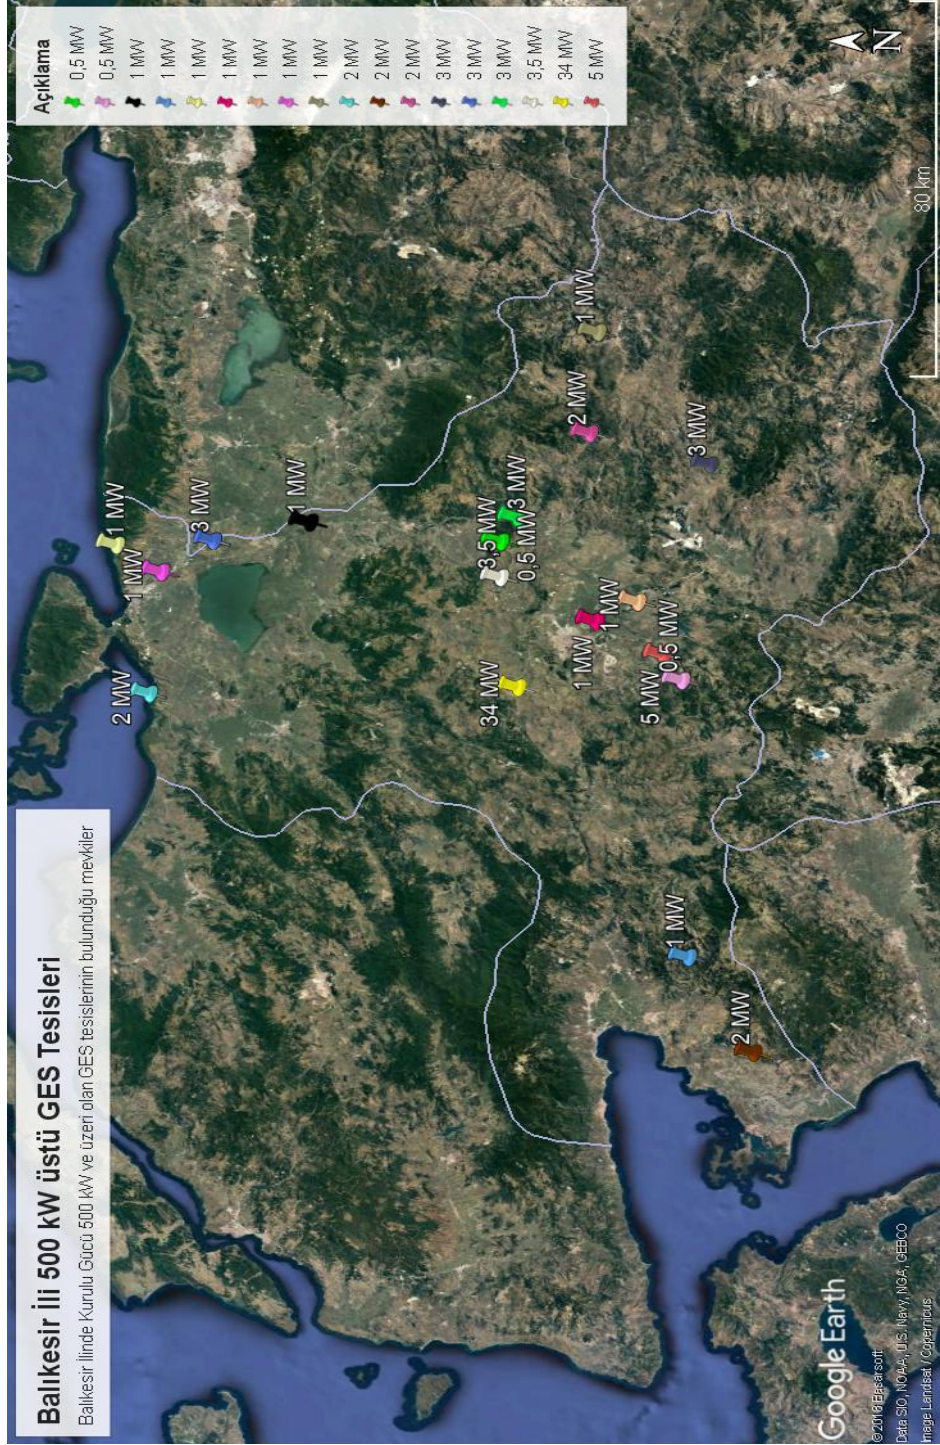 Balıkesir İli 500 kW üstü GES Tesisleri
Balıkesir İlinde Kurulu Gücü 500 kW ve üzeri olan GES tesislerinin bulunduğu mevkiler
Açıklama
0,5 MW
0,5 MW
1 MW
1 MW
1 MW
1 MW
1 MW
1 MW
1 MW
2 MW
2 MW
2 MW
3 MW
3 MW
3 MW
3,5 MW
34 MW
5 MW
2 MW
1 MW
1 MW
3 MW
1 MW
34 MW
3,5 MW
3 MW
0,5 MW
2 MW
1 MW
1 MW
1 MW
5 MW
0,5 MW
3 MW
1 MW
2 MW
Google Earth
©2018 Basarsoft
Data SIO, NOAA, U.S. Navy, NGA, GEBCO
Image Landsat / Copernicus
N
80 km